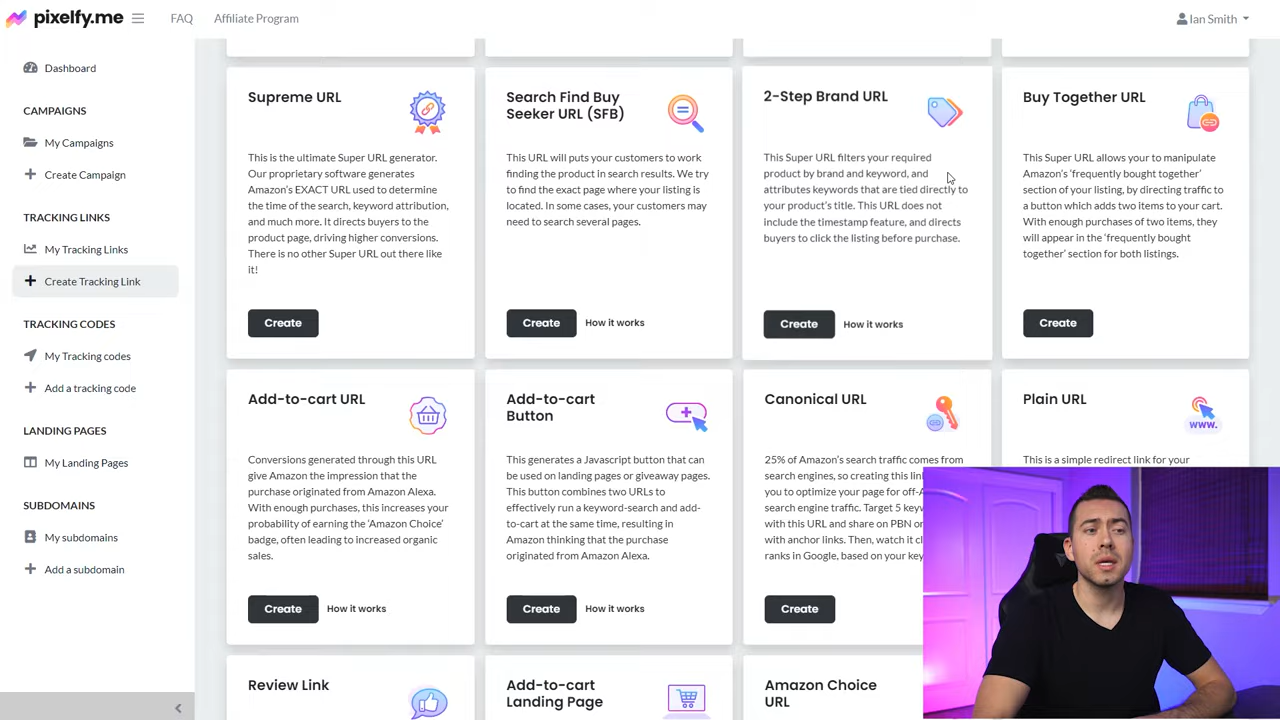 pixelfy.me
FAQ
Affiliate Program
Ian Smith
Dashboard
CAMPAIGNS
My Campaigns
Create Campaign
TRACKING LINKS
My Tracking Links
Create Tracking Link
TRACKING CODES
My Tracking codes
Add a tracking code
LANDING PAGES
My Landing Pages
SUBDOMAINS
My subdomains
Add a subdomain
Supreme URL
This is the ultimate Super URL generator.
Our proprietary software generates
Amazon's EXACT URL used to determine
the time of the search, keyword attribution,
and much more. It directs buyers to the
product page, driving higher conversions.
There is no other Super URL out there like
it!
Create
Search Find Buy
Seeker URL (SFB)
This URL will puts your customers to work
finding the product in search results. We try
to find the exact page where your listing is
located. In some cases, your customers may
need to search several pages.
Create
How it works
2-Step Brand URL
This Super URL filters your required
product by brand and keyword, and
attributes keywords that are tied directly to
your product's title. This URL does not
include the timestamp feature, and directs
buyers to click the listing before purchase.
Create
How it works
Buy Together URL
This Super URL allows your to manipulate
Amazon's 'frequently bought together'
section of your listing, by directing traffic to
a button which adds two items to your cart.
With enough purchases of two items, they
will appear in the 'frequently bought
together' section for both listings.
Create
Add-to-cart URL
Conversions generated through this URL
give Amazon the impression that the
purchase originated from Amazon Alexa.
With enough purchases, this increases your
probability of earning the 'Amazon Choice'
badge, often leading to increased organic
sales.
Create
How it works
Add-to-cart
Button
This generates a Javascript button that can
be used on landing pages or giveaway pages.
This button combines two URLs to
effectively run a keyword-search and add-
to-cart at the same time, resulting in
Amazon thinking that the purchase
originated from Amazon Alexa.
Create
How it works
Canonical URL
25% of Amazon's search traffic comes from
search engines, so creating this lin
you to optimize your page for off-A
search engine traffic. Target 5 keyw
with this URL and share on PBN or
with anchor links. Then, watch it cl
ranks in Google, based on your key
Create
Plain URL
www.
This is a simple redirect link for your
Review Link
Add-to-cart
Landing Page
Amazon Choice
URL